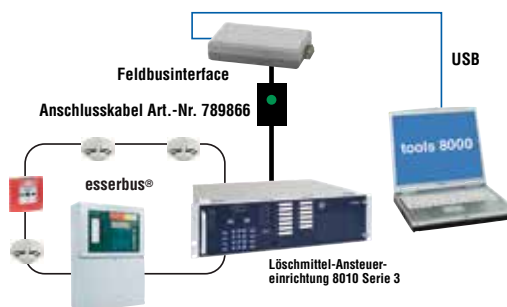 Feldbusinterface
USB
Anschlusskabel Art.-Nr. 789866
tools 8000
esserbus®
Löschmittel-Ansteuer-
einrichtung 8010 Serie 3